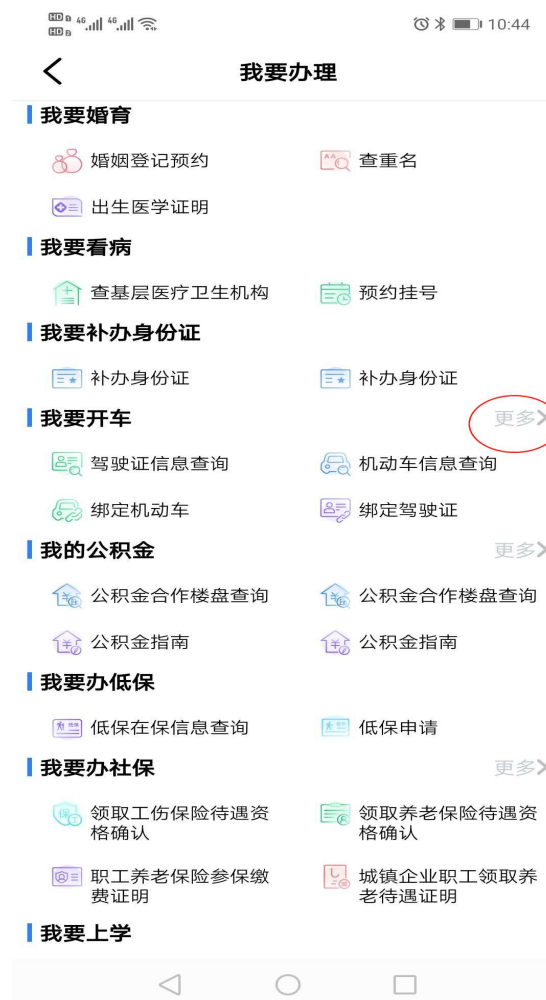 HD B 4G 4G
HD B
10:44
我要办理
我要婚育
婚姻登记预约
查重名
出生医学证明
我要看病
查基层医疗卫生机构
预约挂号
我要补办身份证
补办身份证
补办身份证
我要开车
更多
驾驶证信息查询
机动车信息查询
绑定机动车
绑定驾驶证
我的公积金
更多
公积金合作楼盘查询
公积金合作楼盘查询
公积金指南
公积金指南
我要办低保
低保在保信息查询
低保申请
我要办社保
更多
领取工伤保险待遇资
格确认
领取养老保险待遇资
格确认
职工养老保险参保缴
费证明
城镇企业职工领取养
老待遇证明
我要上学